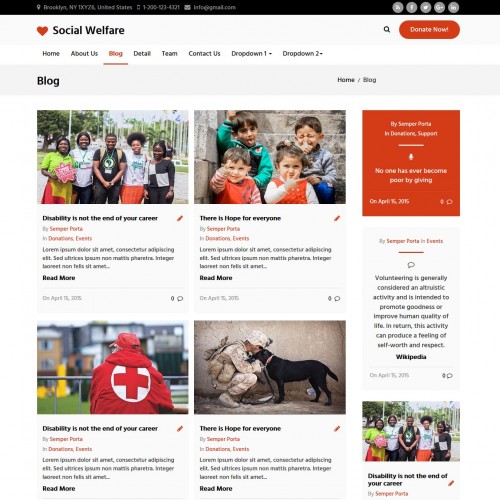 Brooklyn, NY 1XYZ6, United States 1-200-123-4321 info@gmail.com
Social Welfare
Donate Now!
Home About Us Blog Detail Team Contact Us Dropdown 1 Dropdown 2
Blog
Home / Blog
Disability is not the end of your career
By Semper Porta
In Donations, Events
Lorem ipsum dolor sit amet, consectetur adipiscing
elit. Sed ultrices mattis pharetra. Integer
laoreet non felis sit amet...
Read More
On April 15, 2015 0
There is Hope for everyone
By Semper Porta
In Donations, Events
Lorem ipsum dolor sit amet, consectetur adipiscing
elit. Sed ultrices non mattis pharetra. Integer
laoreet non felis sit amet...
Read More
On April 15, 2015 0
Disability is not the end of your career
By Semper Porta
In Donations, Events
Lorem ipsum dolor sit amet, consectetur adipiscing
elit. Sed ultrices non mattis pharetra. Integer
laoreet non felis sit amet...
Read More
There is Hope for everyone
By Semper Porta
In Donations, Events
Lorem ipsum dolor sit amet, consectetur adipiscing
elit. Sed ultrices non mattis pharetra. Integer
laoreet non felis sit amet...
Read More
By Semper Porta
In Donations, Support
No one has ever become
poor by giving
On April 15, 2015 0
By Semper Porta In Events
Volunteering is generally
considered an altruistic
activity and is intended to
promote goodness or
improve human quality of
life. In return, this activity
can produce a feeling of
self-worth and respect.
Wikipedia
On April 15, 2015 0
Disability is not the end of
your career
By Semper Porta